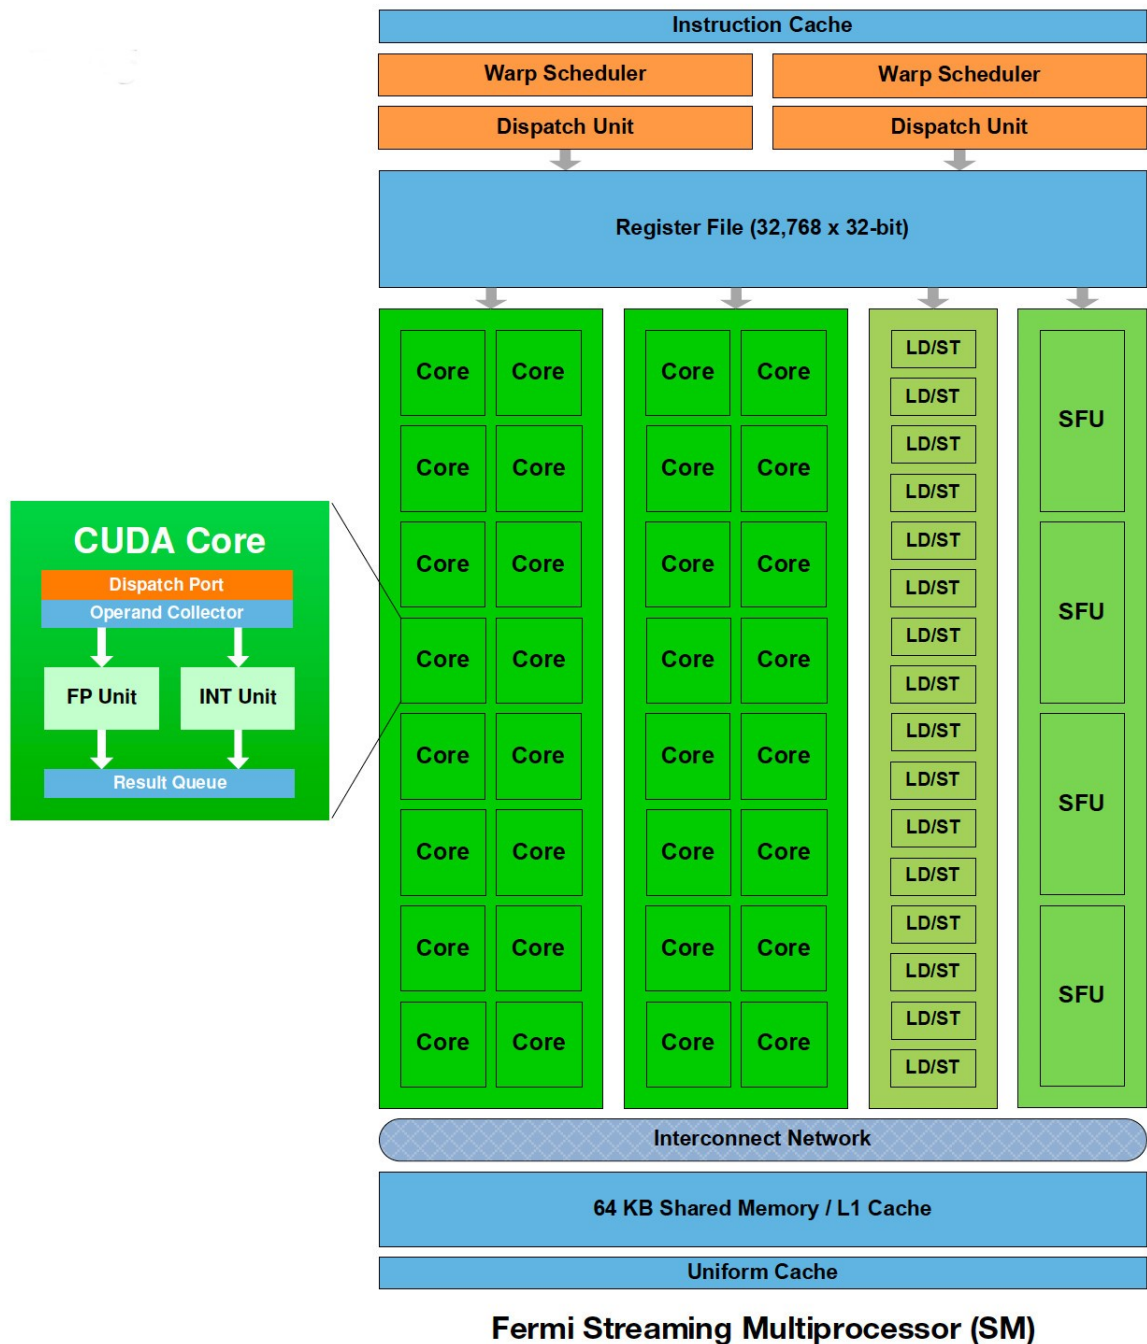 Instruction Cache
Warp Scheduler
Warp Scheduler
Dispatch Unit
Dispatch Unit
Register File (32,768 x 32-bit)
Core Core Core Core LD/ST
LD/ST
SFU
Core Core Core Core LD/ST
LD/ST
Core Core Core Core LD/ST
LD/ST
SFU
Core Core Core Core LD/ST
LD/ST
Core Core Core Core LD/ST
LD/ST
SFU
Core Core Core Core LD/ST
LD/ST
Core Core Core Core LD/ST
LD/ST
SFU
Core Core Core Core LD/ST
LD/ST
CUDA Core
Dispatch Port
Operand Collector
FP Unit
INT Unit
Result Queue
Interconnect Network
64 KB Shared Memory / L1 Cache
Uniform Cache
Fermi Streaming Multiprocessor (SM)